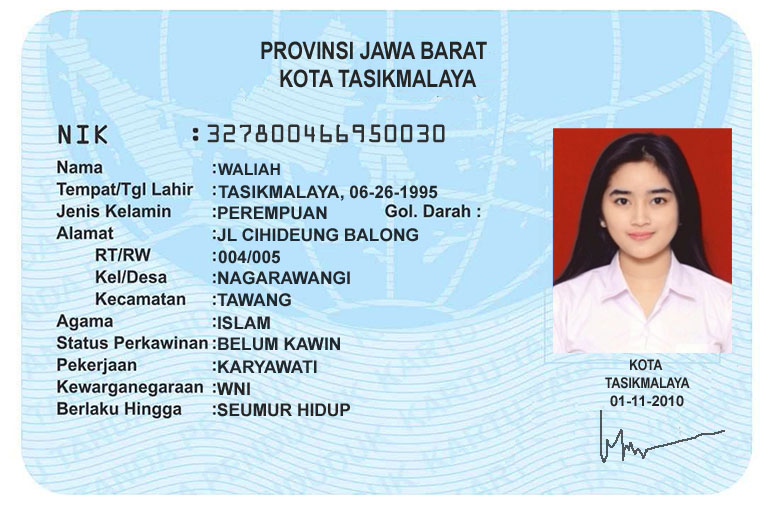 PROVINSI JAWA BARAT
KOTA TASIKMALAYA
NIK :327800466950030
Nama :WALIAH
Tempat/Tgl Lahir :TASIKMALAYA, 06-26-1995
Jenis Kelamin :PEREMPUAN Gol. Darah :
Alamat :JL CIHIDEUNG BALONG
RT/RW :004/005
Kel/Desa :NAGARAWANGI
Kecamatan :TAWANG
Agama :ISLAM
Status Perkawinan :BELUM KAWIN
Pekerjaan :KARYAWATI
Kewarganegaraan :WNI
Berlaku Hingga :SEUMUR HIDUP
KOTA
TASIKMALAYA
01-11-2010